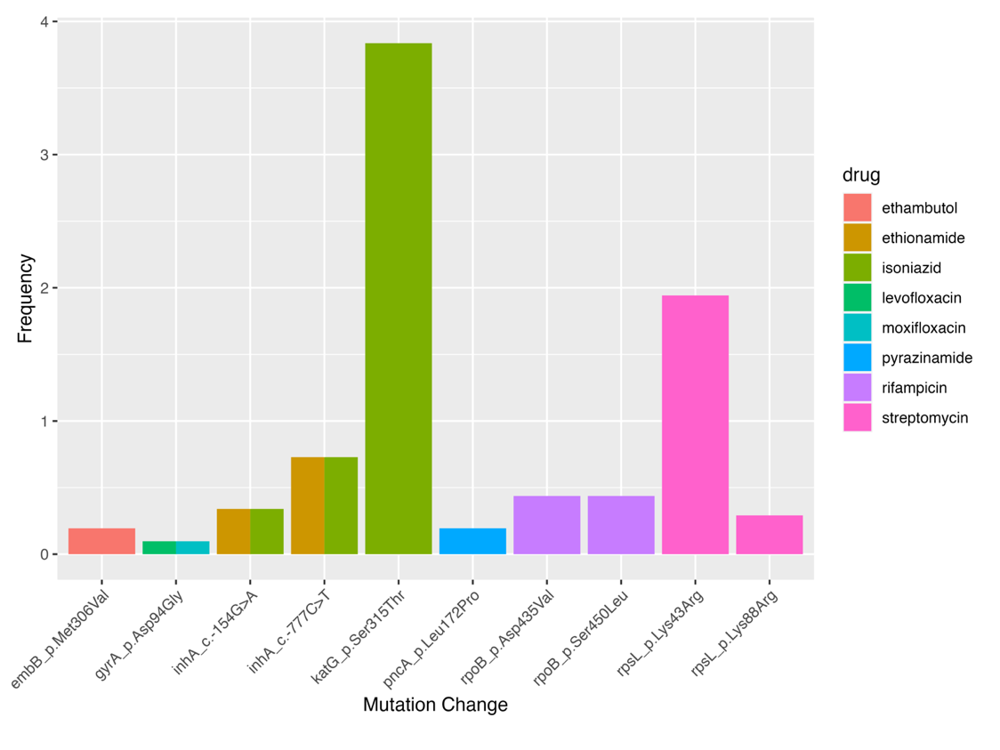 4
3
2
1
0
Frequency
embB_p.Met306Val
gyrA_p.Asp94Gly
inhA_c.-154G>A
inhA_c.-777C>T
katG_p.Ser315Thr
pncA_p.Leu172Pro
rpoB_p.Asp435Val
rpoB_p.Ser450Leu
rpsL_p.Lys43Arg
rpsL_p.Lys88Arg
Mutation Change
drug
ethambutol
ethionamide
isoniazid
levofloxacin
moxifloxacin
pyrazinamide
rifampicin
streptomycin